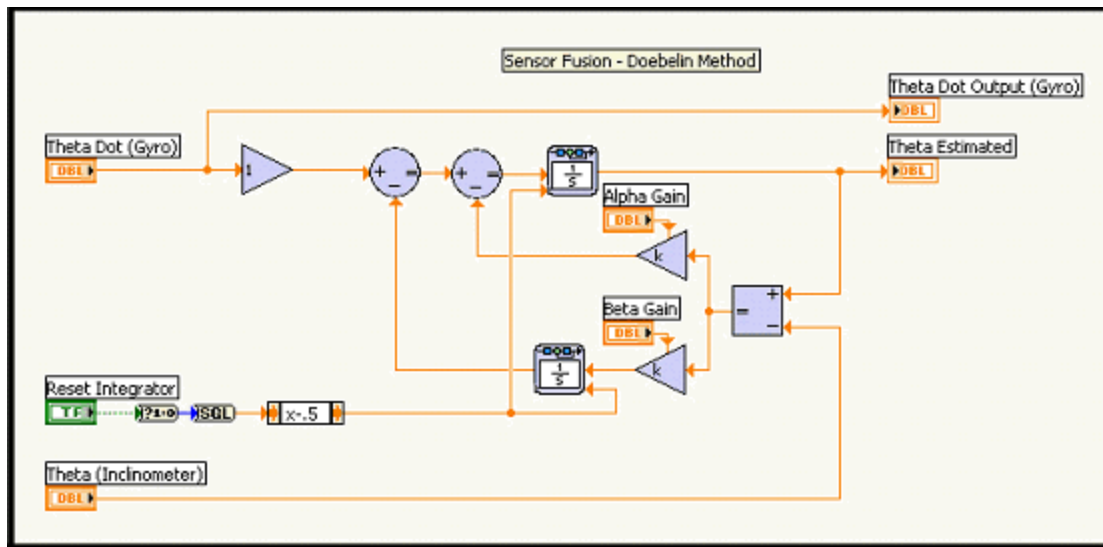 Sensor Fusion - Doebelin Method
Theta Dot Output (Gyro)
DBL
Theta Dot (Gyro)
DBL
1
+ - =
+ - =
1/S
Theta Estimated
DBL
Alpha Gain
DBL
k
+ - =
Beta Gain
DBL
k
1/S
Reset Integrator
TF
?1:0
SGL
x-.5
Theta (Inclinometer)
DBL